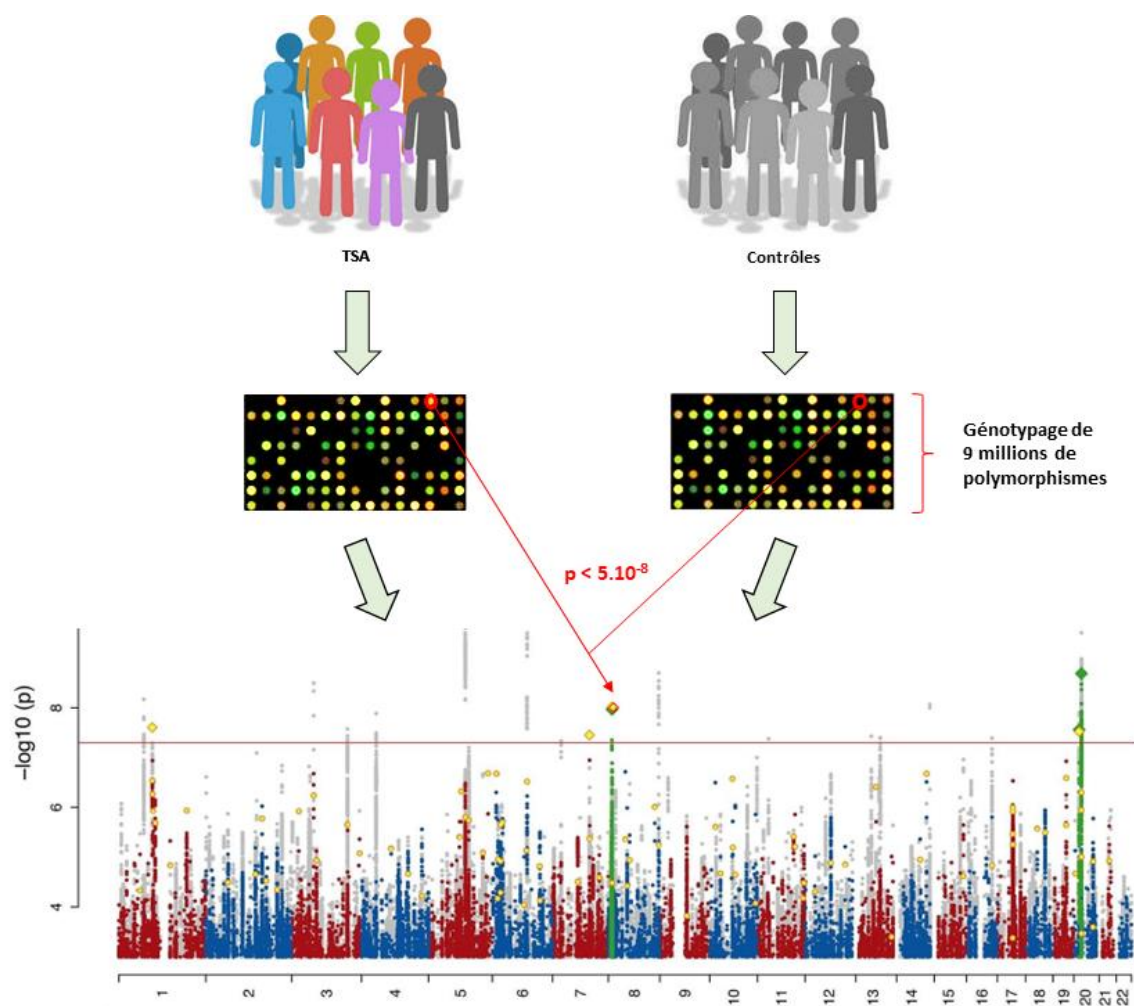 TSA
Contrôles
Génotypage de
9 millions de
polymorphismes
p < 5.10⁻⁸
−log10 (p)
8
6
4
1 2 3 4 5 6 7 8 9 10 11 12 13 14 15 16 17 18 19 20 21 22